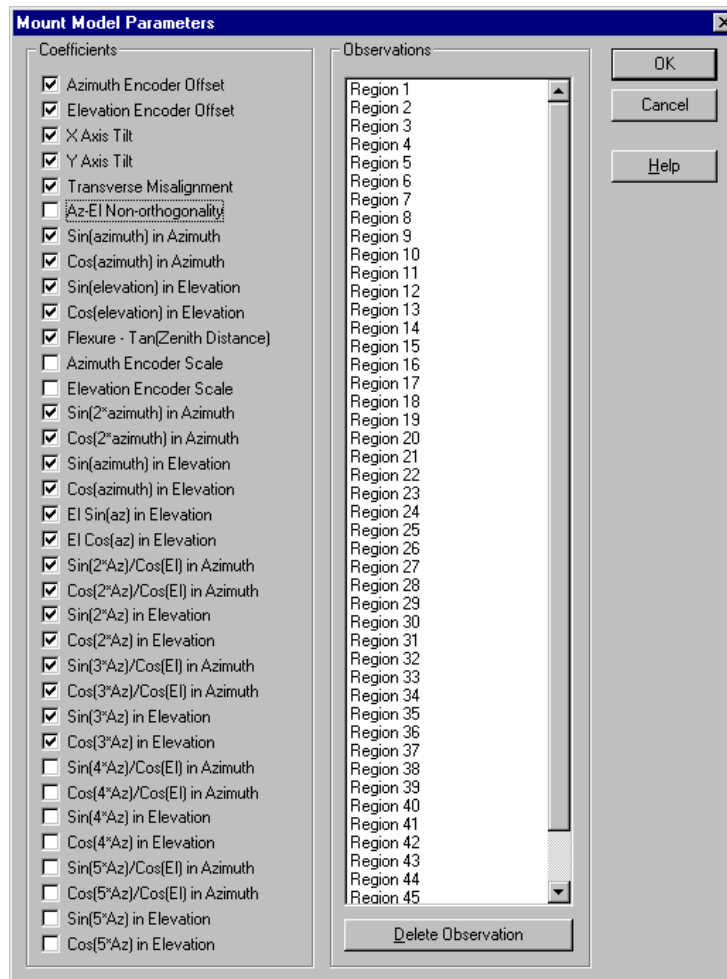 Mount Model Parameters
Coefficients
Azimuth Encoder Offset
Elevation Encoder Offset
X Axis Tilt
Y Axis Tilt
Transverse Misalignment
Az-El Non-orthogonality
Sin(azimuth) in Azimuth
Cos(azimuth) in Azimuth
Sin(elevation) in Elevation
Cos(elevation) in Elevation
Flexure - Tan(Zenith Distance)
Azimuth Encoder Scale
Elevation Encoder Scale
Sin(2*azimuth) in Azimuth
Cos(2*azimuth) in Azimuth
Sin(azimuth) in Elevation
Cos(azimuth) in Elevation
El Sin(az) in Elevation
El Cos(az) in Elevation
Sin(2*Az)/Cos(El) in Azimuth
Cos(2*Az)/Cos(El) in Azimuth
Sin(2*Az) in Elevation
Cos(2*Az) in Elevation
Sin(3*Az)/Cos(El) in Azimuth
Cos(3*Az)/Cos(El) in Azimuth
Sin(3*Az) in Elevation
Cos(3*Az) in Elevation
Sin(4*Az)/Cos(El) in Azimuth
Cos(4*Az)/Cos(El) in Azimuth
Sin(4*Az) in Elevation
Cos(4*Az) in Elevation
Sin(5*Az)/Cos(El) in Azimuth
Cos(5*Az)/Cos(El) in Azimuth
Sin(5*Az) in Elevation
Cos(5*Az) in Elevation
Observations
Region 1
Region 2
Region 3
Region 4
Region 5
Region 6
Region 7
Region 8
Region 9
Region 10
Region 11
Region 12
Region 13
Region 14
Region 15
Region 16
Region 17
Region 18
Region 19
Region 20
Region 21
Region 22
Region 23
Region 24
Region 25
Region 26
Region 27
Region 28
Region 29
Region 30
Region 31
Region 32
Region 33
Region 34
Region 35
Region 36
Region 37
Region 38
Region 39
Region 40
Region 41
Region 42
Region 43
Region 44
Region 45
Delete Observation
OK
Cancel
Help